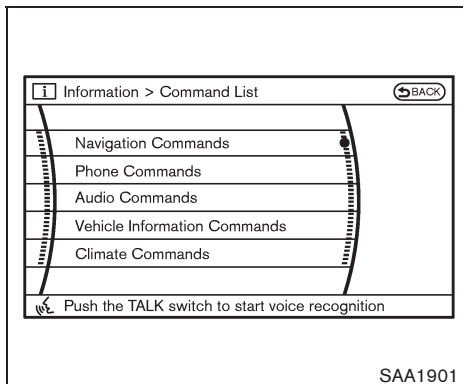 i Information > Command List BACK
Navigation Commands
Phone Commands
Audio Commands
Vehicle Information Commands
Climate Commands
Push the TALK switch to start voice recognition
SAA1901